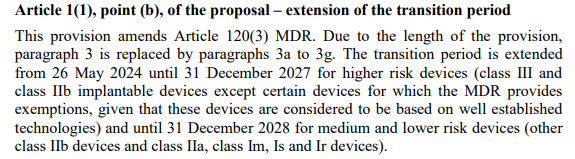 Article 1(1), point (b), of the proposal – extension of the transition period
This provision amends Article 120(3) MDR. Due to the length of the provision,
paragraph 3 is replaced by paragraphs 3a to 3g. The transition period is extended
from 26 May 2024 until 31 December 2027 for higher risk devices (class III and
class IIb implantable devices except certain devices for which the MDR provides
exemptions, given that these devices are considered to be based on well established
technologies) and until 31 December 2028 for medium and lower risk devices (other
class IIb devices and class IIa, class Im, Is and Ir devices).